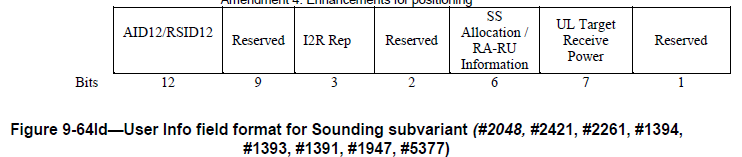 Amendment 4: Enhancements for positioning
AID12/RSID12 Reserved I2R Rep Reserved SS Allocation / RA-RU Information UL Target Receive Power Reserved
Bits 12 9 3 2 6 7 1
Figure 9-64ld—User Info field format for Sounding subvariant (#2048, #2421, #2261, #1394,
#1393, #1391, #1947, #5377)